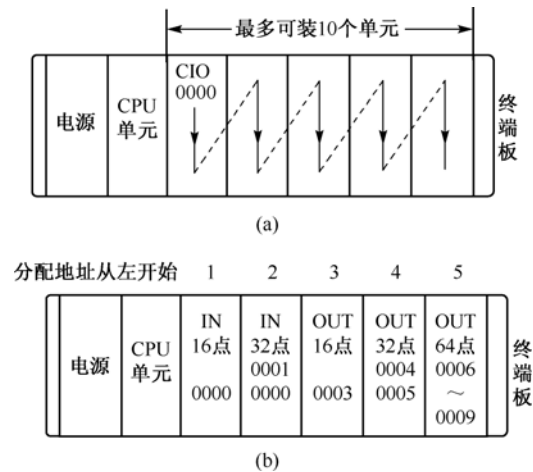 最多可装10个单元
CIO
0000
电源
CPU
单元
终端板
(a)
分配地址从左开始 1 2 3 4 5
电源
CPU
单元
IN
16点
0000
IN
32点
0001
0000
OUT
16点
0003
OUT
32点
0004
0005
OUT
64点
0006
～
0009
终端板
(b)